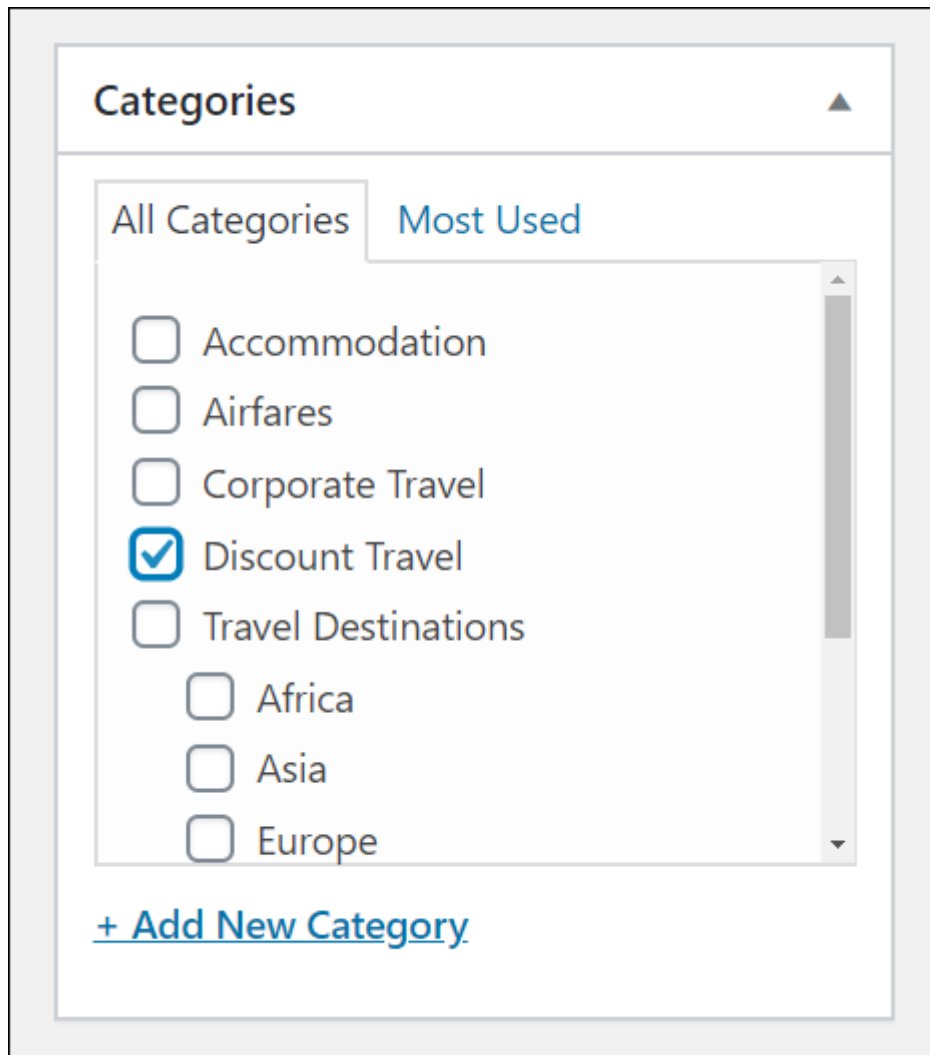 Categories
All Categories Most Used
Accommodation
Airfares
Corporate Travel
Discount Travel
Travel Destinations
Africa
Asia
Europe
+ Add New Category